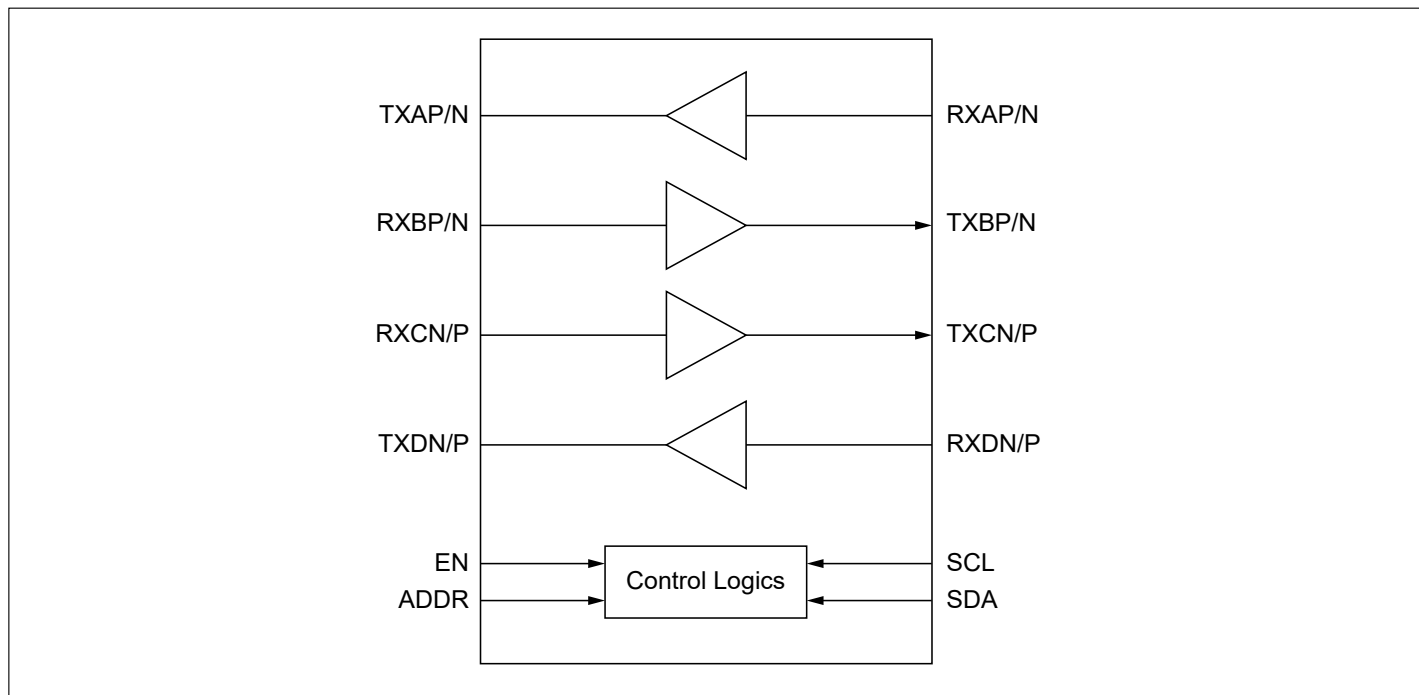 TXAP/N RXAP/N
RXBP/N TXBP/N
RXCN/P TXCN/P
TXDN/P RXDN/P
EN Control Logics SCL
ADDR SDA